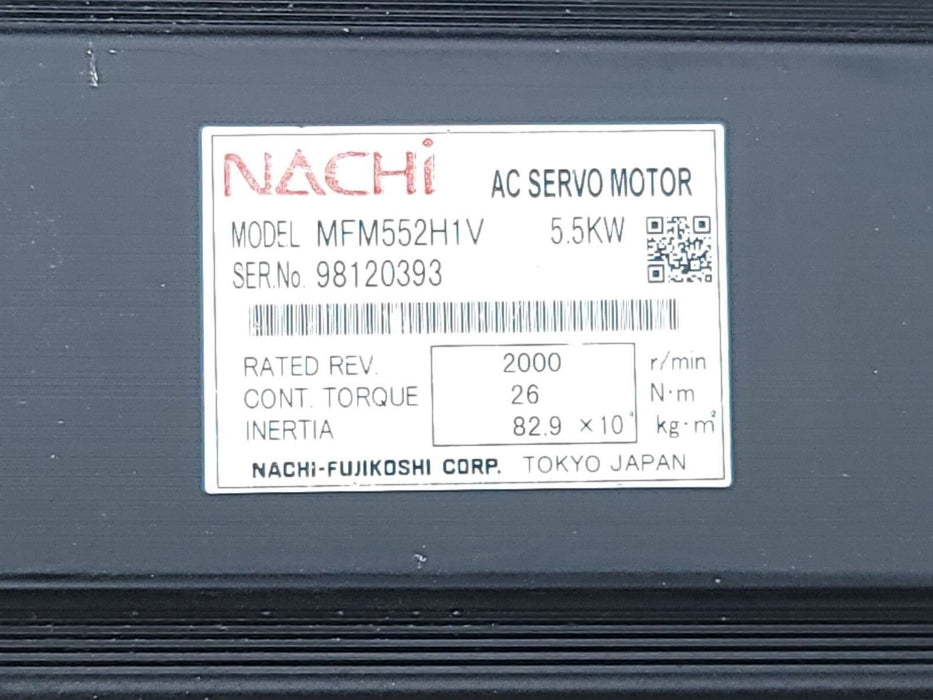 NACHi
AC SERVO MOTOR
MODEL MFM552H1V 5.5KW
SER.No. 98120393
RATED REV. 2000 r/min
CONT. TORQUE 26 N·m
INERTIA 82.9 ×10 kg·m²
NACHi-FUJIKOSHI CORP. TOKYO JAPAN